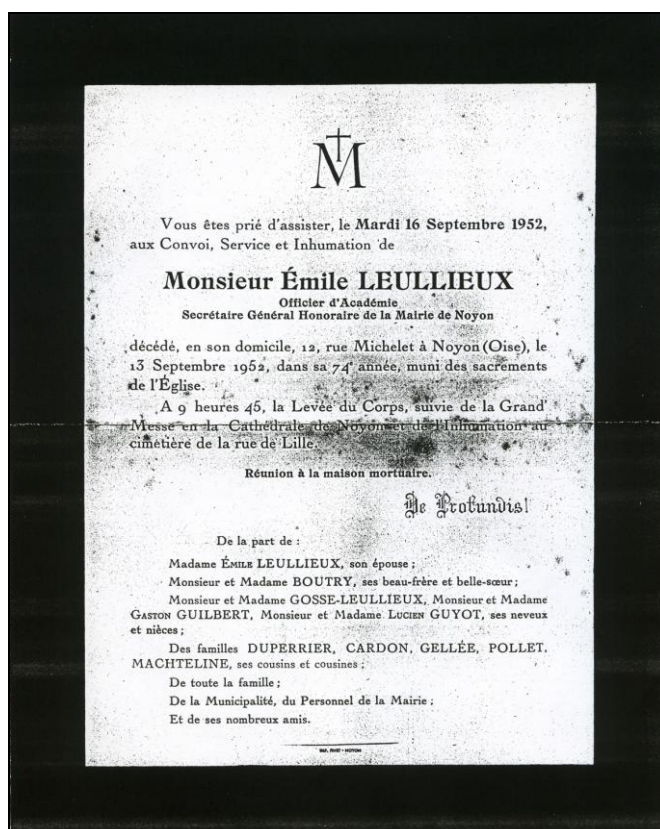 M
Vous êtes prié d'assister, le Mardi 16 Septembre 1952,
aux Convoi, Service et Inhumation de
Monsieur Émile LEULLIEUX
Officier d'Académie
Secrétaire Général Honoraire de la Mairie de Noyon
décédé, en son domicile, 12, rue Michelet à Noyon (Oise), le
13 Septembre 1952, dans sa 74e année, muni des sacrements
de l'Église.
A 9 heures 45, la Levée du Corps, suivie de la Grand'
Messe en la Cathédrale de Noyon et de l'Inhumation au
cimetière de la rue de Lille.
Réunion à la maison mortuaire.
De Profundis!
De la part de :
Madame ÉMILE LEULLIEUX, son épouse ;
Monsieur et Madame BOUTRY, ses beau-frère et belle-sœur ;
Monsieur et Madame GOSSE-LEULLIEUX, Monsieur et Madame
GASTON GUILBERT, Monsieur et Madame LUCIEN GUYOT, ses neveux
et nièces ;
Des familles DUPERRIER, CARDON, GELLÉE, POLLET,
MACHTELINE, ses cousins et cousines ;
De toute la famille ;
De la Municipalité, du Personnel de la Mairie ;
Et de ses nombreux amis.